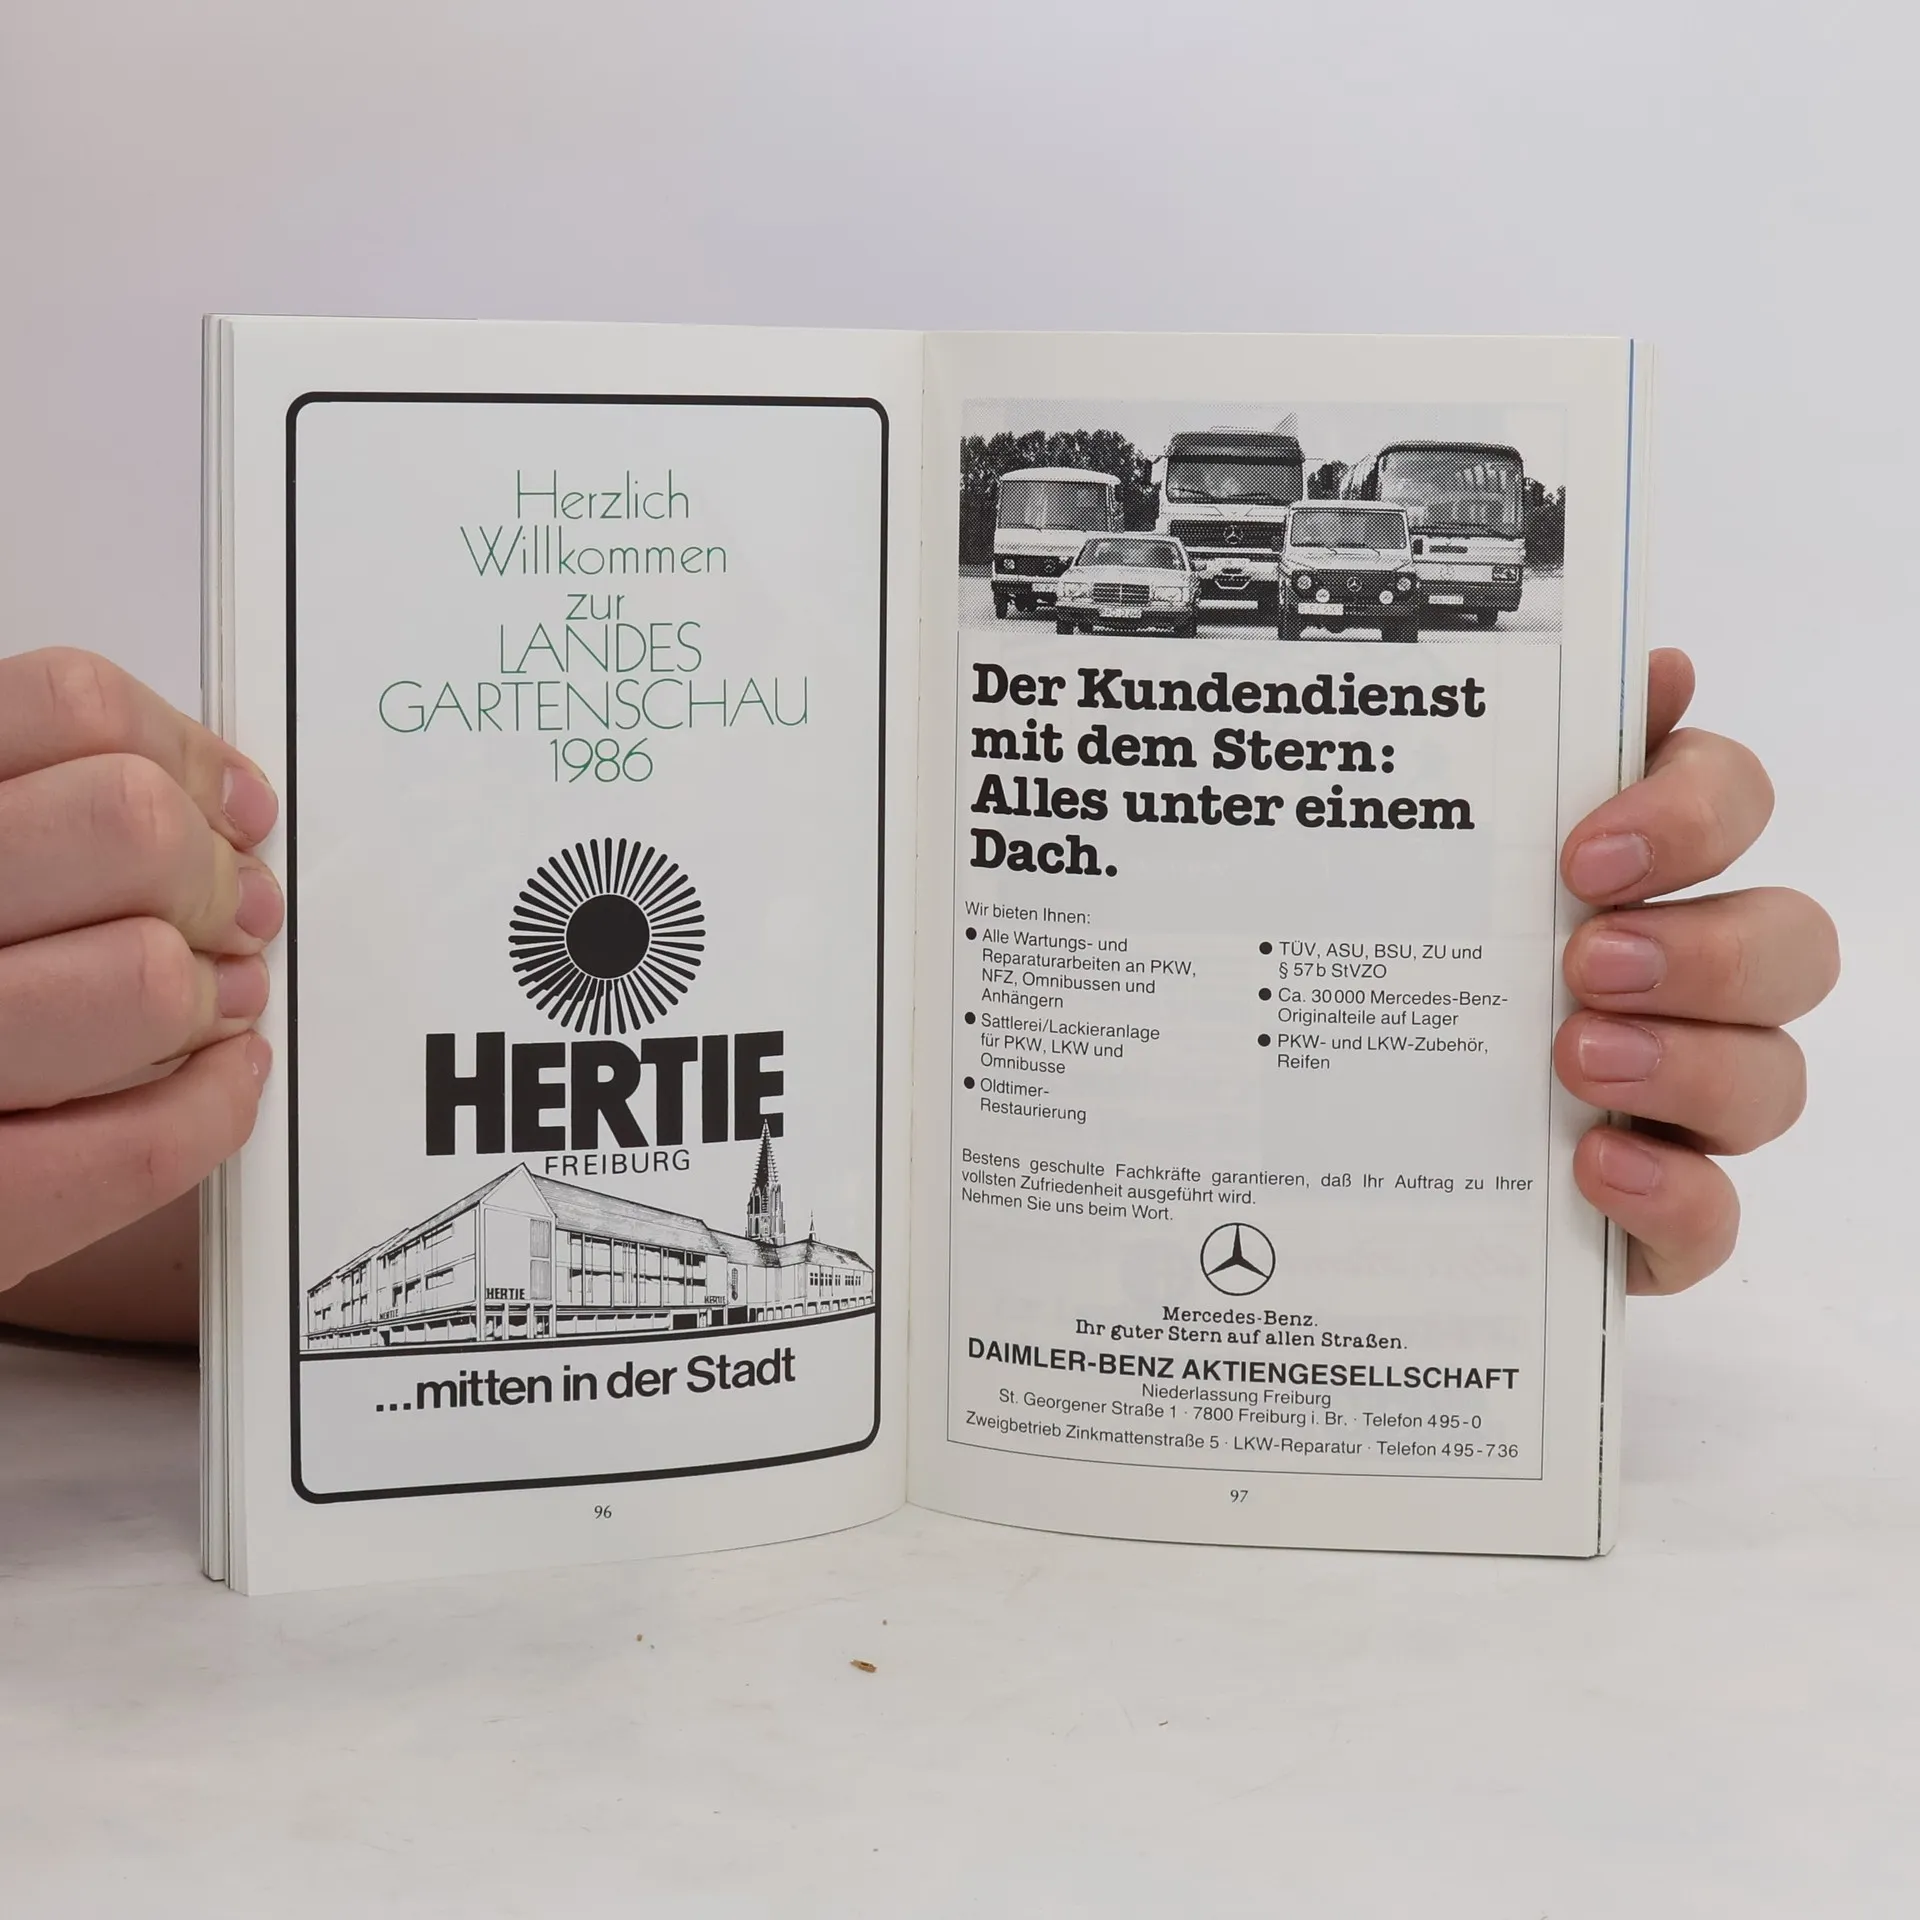 Herzlich
Willkommen
zur
LANDES
GARTENSCHAU
1986
HERTIE
FREIBURG
HERTIE
HERTIE
HERTIE
...mitten in der Stadt
96
Der Kundendienst
mit dem Stern:
Alles unter einem
Dach.
Wir bieten Ihnen:
● Alle Wartungs- und
Reparaturarbeiten an PKW,
NFZ, Omnibussen und
Anhängern
● Sattlerei/Lackieranlage
für PKW, LKW und
Omnibusse
● Oldtimer-
Restaurierung
● TÜV, ASU, BSU, ZU und
§ 57b StVZO
● Ca. 30000 Mercedes-Benz-
Originalteile auf Lager
● PKW- und LKW-Zubehör,
Reifen
Bestens geschulte Fachkräfte garantieren, daß Ihr Auftrag zu Ihrer
vollsten Zufriedenheit ausgeführt wird.
Nehmen Sie uns beim Wort.
Mercedes-Benz.
Ihr guter Stern auf allen Straßen.
DAIMLER-BENZ AKTIENGESELLSCHAFT
Niederlassung Freiburg
St. Georgener Straße 1 · 7800 Freiburg i. Br. · Telefon 495-0
Zweigbetrieb Zinkmattenstraße 5 · LKW-Reparatur · Telefon 495-736
97